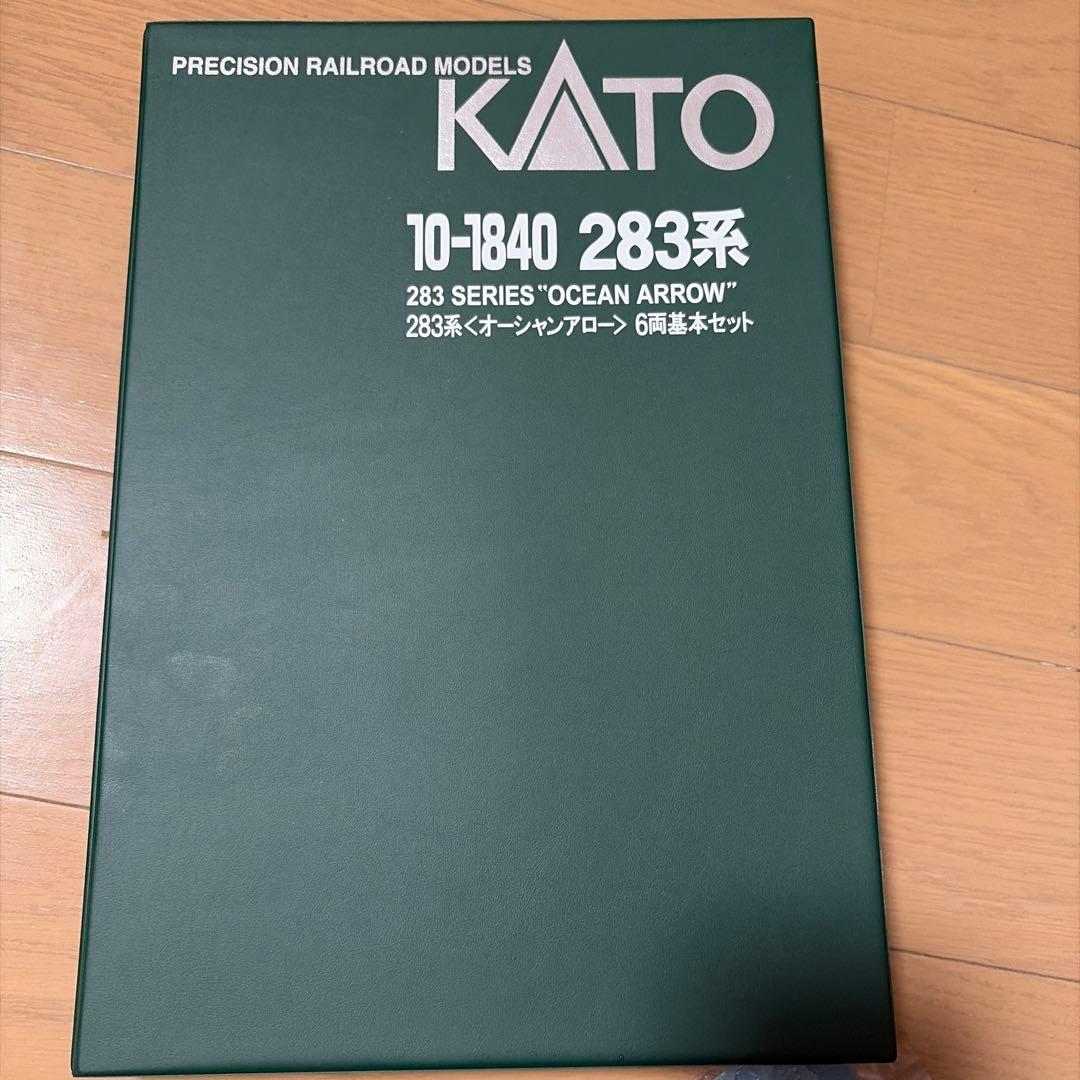 PRECISION RAILROAD MODELS
KATO
10-1840 283系
283 SERIES "OCEAN ARROW"
283系<オーシャンアロー> 6両基本セット